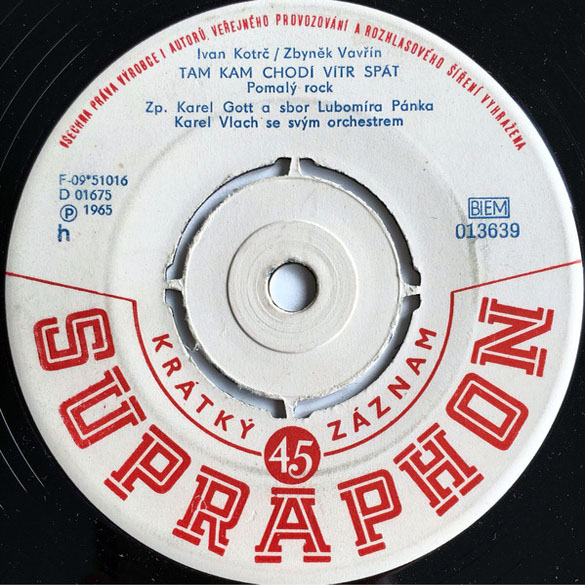 VŠECHNA PRÁVA VÝROBCE I AUTORŮ, VEŘEJNÉHO PROVOZOVÁNÍ A ROZHLASOVÉHO ŠÍŘENÍ VYHRAŽENA
Ivan Kotrč / Zbyněk Vavřín
TAM KAM CHODÍ VÍTR SPÁT
Pomalý rock
Zp. Karel Gott a sbor Lubomíra Pánka
Karel Vlach se svým orchestrem
F-09*51016
D 01675
Ⓟ 1965
h
BIEM
013639
KRÁTKÝ 45 ZÁZNAM
SUPRAPHON